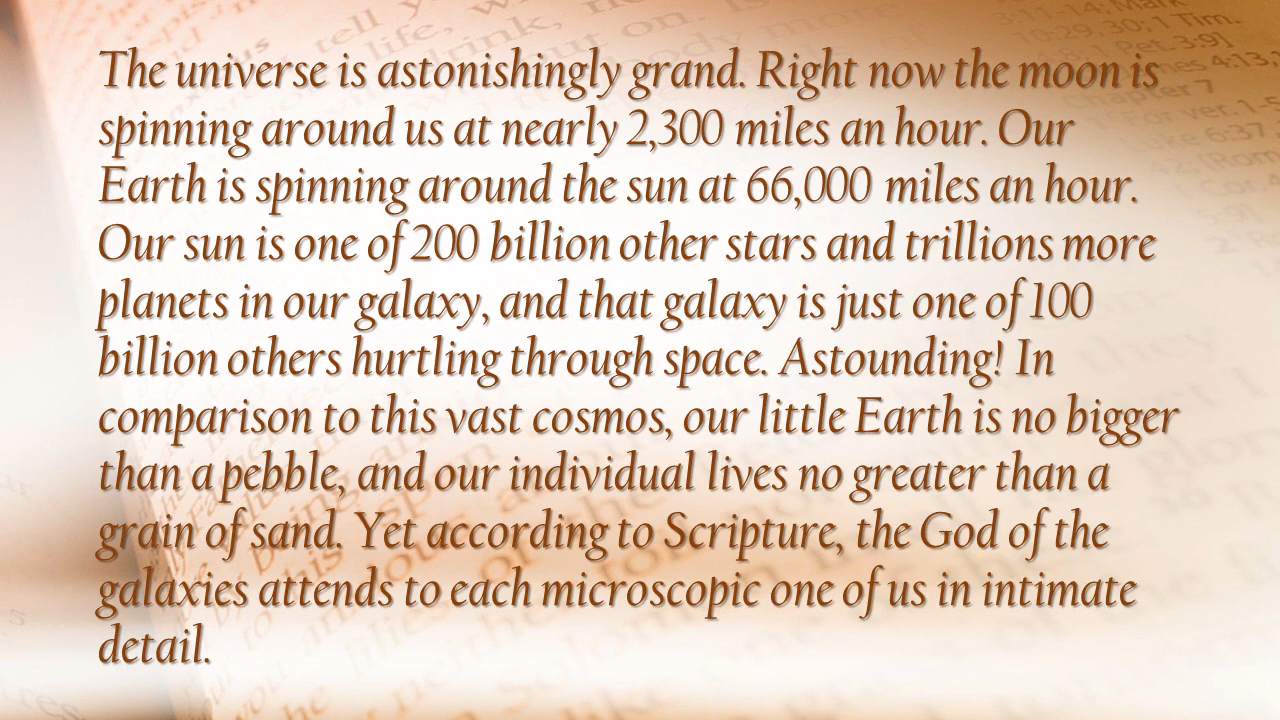 The universe is astonishingly grand. Right now the moon is
spinning around us at nearly 2,300 miles an hour. Our
Earth is spinning around the sun at 66,000 miles an hour.
Our sun is one of 200 billion other stars and trillions more
planets in our galaxy, and that galaxy is just one of 100
billion others hurtling through space. Astounding! In
comparison to this vast cosmos, our little Earth is no bigger
than a pebble, and our individual lives no greater than a
grain of sand. Yet according to Scripture, the God of the
galaxies attends to each microscopic one of us in intimate
detail.